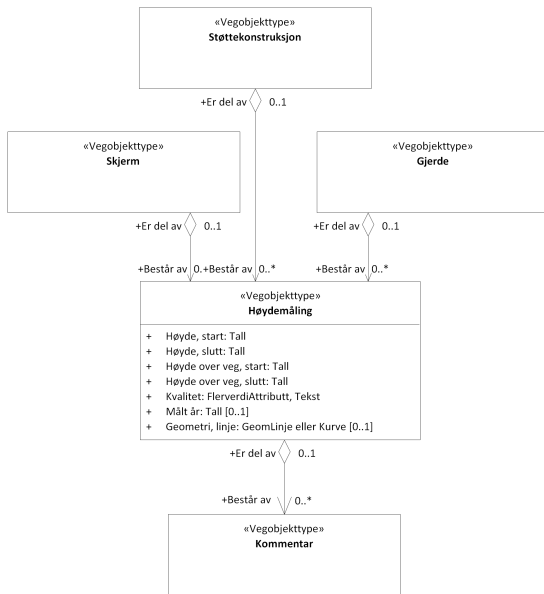 «Vegobjekttype»
Støttekonstruksjon
+Er del av 0..1
«Vegobjekttype»
Skjerm
«Vegobjekttype»
Gjerde
+Er del av 0..1
+Er del av 0..1
+Består av 0.+Består av 0..*
+Består av 0..*
«Vegobjekttype»
Høydemåling
+ Høyde, start: Tall
+ Høyde, slutt: Tall
+ Høyde over veg, start: Tall
+ Høyde over veg, slutt: Tall
+ Kvalitet: FlerverdiAttributt, Tekst
+ Målt år: Tall [0..1]
+ Geometri, linje: GeomLinje eller Kurve [0..1]
+Er del av 0..1
+Består av 0..*
«Vegobjekttype»
Kommentar